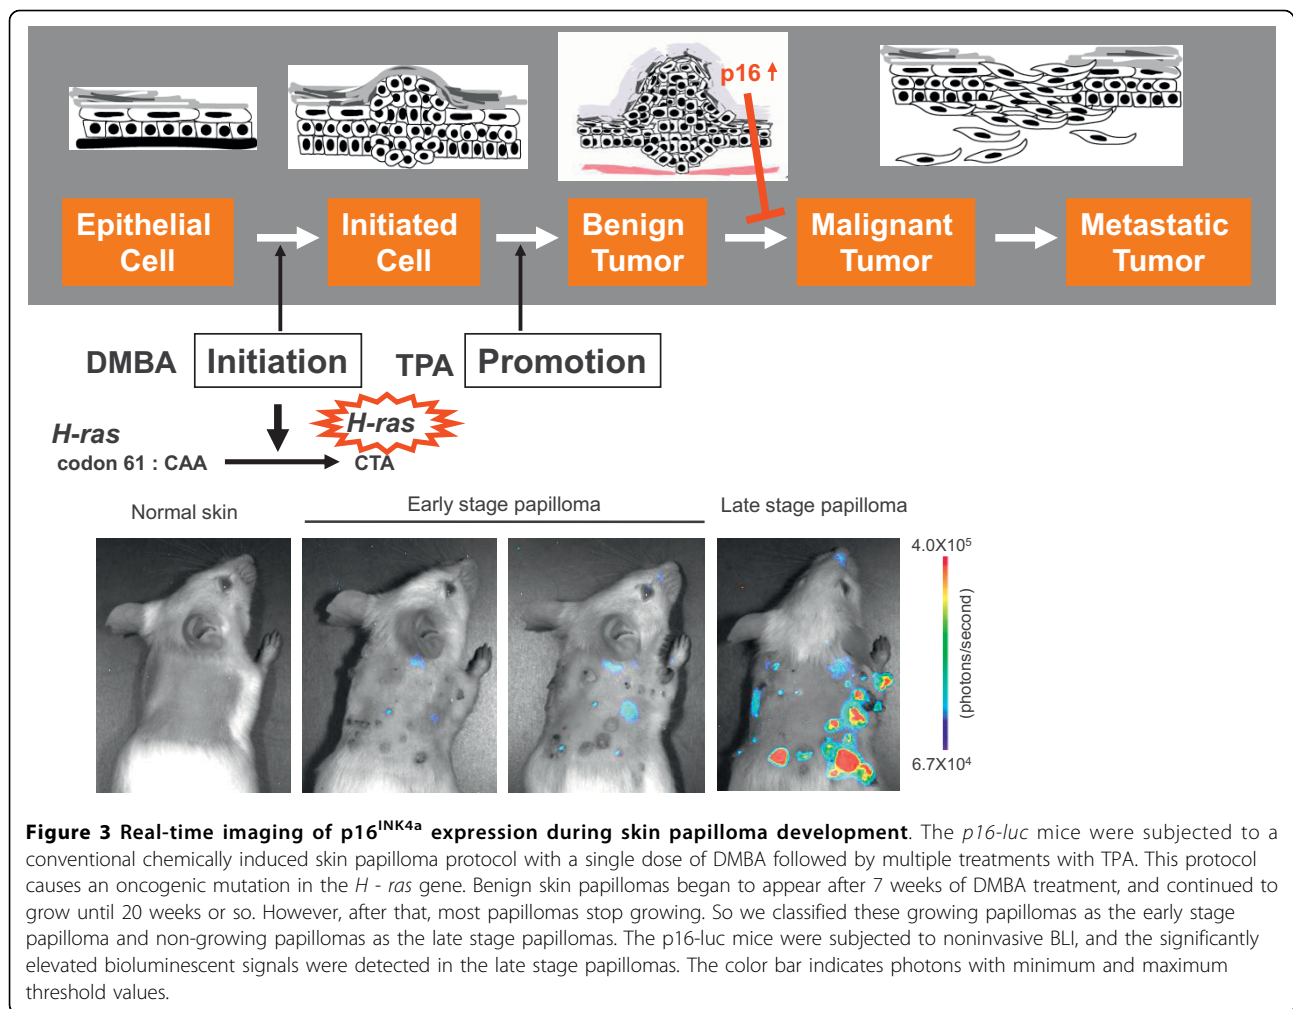 p16 ↑
Epithelial
Cell
Initiated
Cell
Benign
Tumor
Malignant
Tumor
Metastatic
Tumor
DMBA
Initiation
TPA
Promotion
H-ras
H-ras
codon 61 : CAA
CTA
Normal skin
Early stage papilloma
Late stage papilloma
4.0X10⁵
(photons/second)
6.7X10⁴
Figure 3 Real-time imaging of p16ᴵᴺᴷ⁴ᵃ expression during skin papilloma development. The p16-luc mice were subjected to a
conventional chemically induced skin papilloma protocol with a single dose of DMBA followed by multiple treatments with TPA. This protocol
causes an oncogenic mutation in the H - ras gene. Benign skin papillomas began to appear after 7 weeks of DMBA treatment, and continued to
grow until 20 weeks or so. However, after that, most papillomas stop growing. So we classified these growing papillomas as the early stage
papilloma and non-growing papillomas as the late stage papillomas. The p16-luc mice were subjected to noninvasive BLI, and the significantly
elevated bioluminescent signals were detected in the late stage papillomas. The color bar indicates photons with minimum and maximum
threshold values.